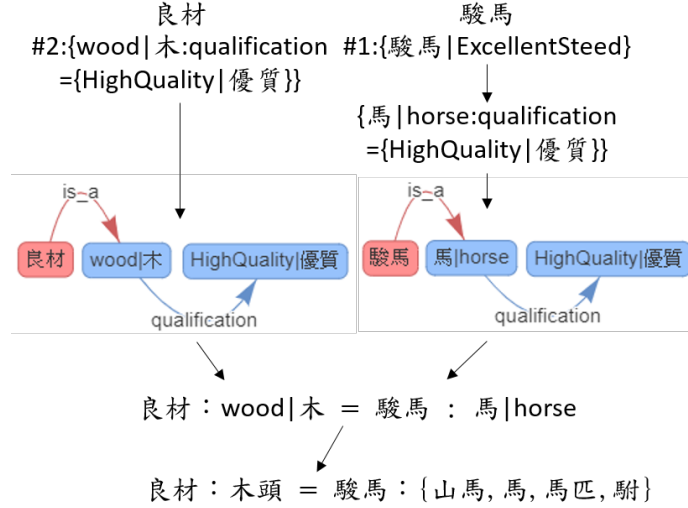 良材
#2:{wood|木:qualification
={HighQuality|優質}}
駿馬
#1:{駿馬|ExcellentSteed}
{馬|horse:qualification
={HighQuality|優質}}
is_a
良材 wood|木 HighQuality|優質
qualification
is_a
駿馬 馬|horse HighQuality|優質
qualification
良材：wood|木 = 駿馬 : 馬|horse
良材：木頭 = 駿馬：{山馬, 馬, 馬匹, 駙}